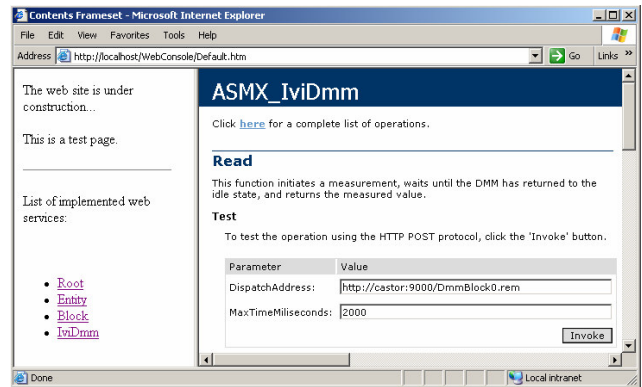 Contents Frameset - Microsoft Internet Explorer
File Edit View Favorites Tools Help
Address http://localhost/WebConsole/Default.htm Go Links »
The web site is under
construction...
This is a test page.
List of implemented web
services:
Root
Entity
Block
IviDmm
ASMX_IviDmm
Click here for a complete list of operations.
Read
This function initiates a measurement, waits until the DMM has returned to the
idle state, and returns the measured value.
Test
To test the operation using the HTTP POST protocol, click the 'Invoke' button.
Parameter Value
DispatchAddress: http://castor:9000/DmmBlock0.rem
MaxTimeMiliseconds: 2000
Invoke
Done Local intranet